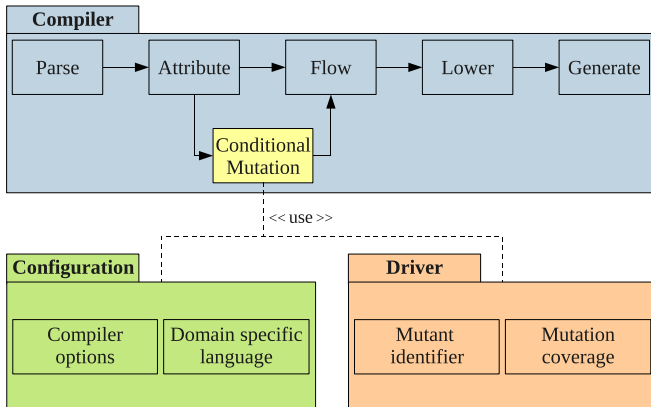 Compiler
Parse
Attribute
Flow
Lower
Generate
Conditional
Mutation
<< use >>
Configuration
Compiler
options
Domain specific
language
Driver
Mutant
identifier
Mutation
coverage